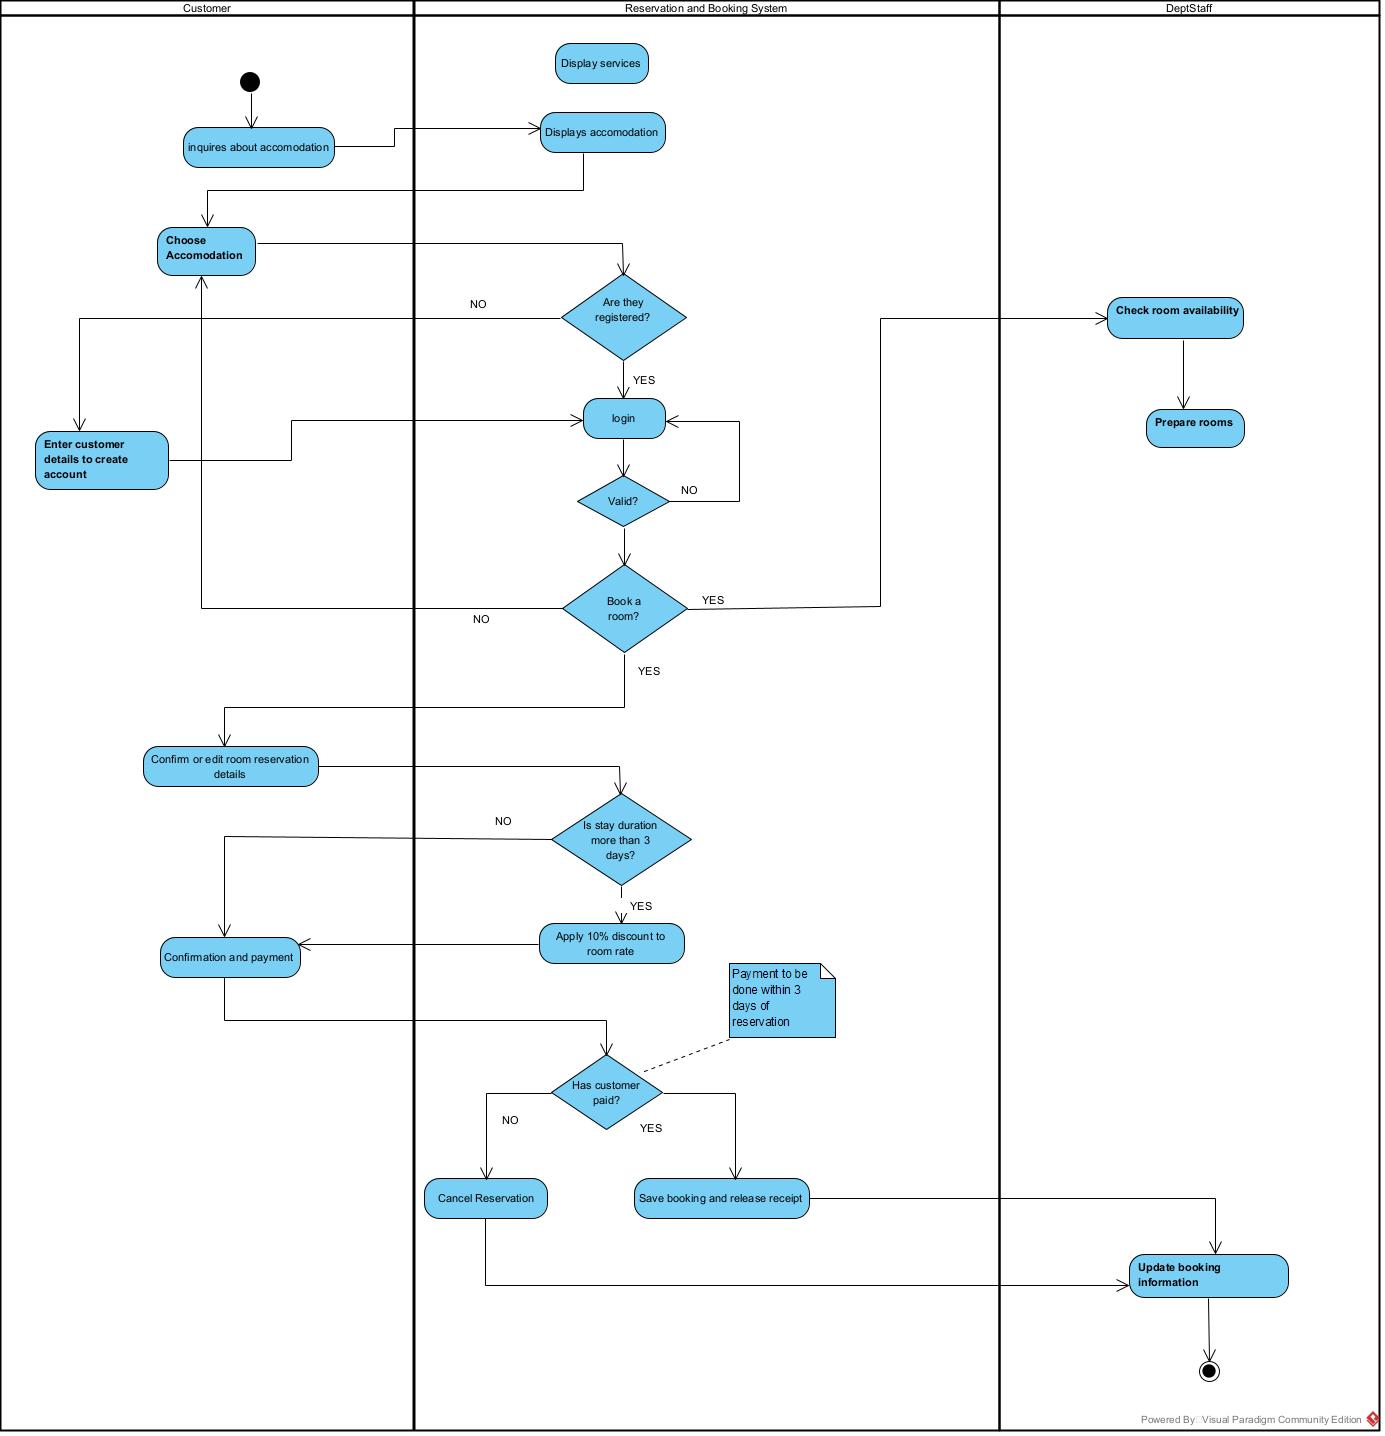 Customer
Reservation and Booking System
DeptStaff
Display services
inquires about accomodation
Displays accomodation
Choose
Accomodation
NO
Are they
registered?
Check room availability
YES
login
Prepare rooms
Enter customer
details to create
account
Valid?
NO
Book a
room?
YES
NO
YES
Confirm or edit room reservation
details
NO
Is stay duration
more than 3
days?
YES
Apply 10% discount to
room rate
Confirmation and payment
Payment to be
done within 3
days of
reservation
Has customer
paid?
NO
YES
Cancel Reservation
Save booking and release receipt
Update booking
information
Powered By Visual Paradigm Community Edition